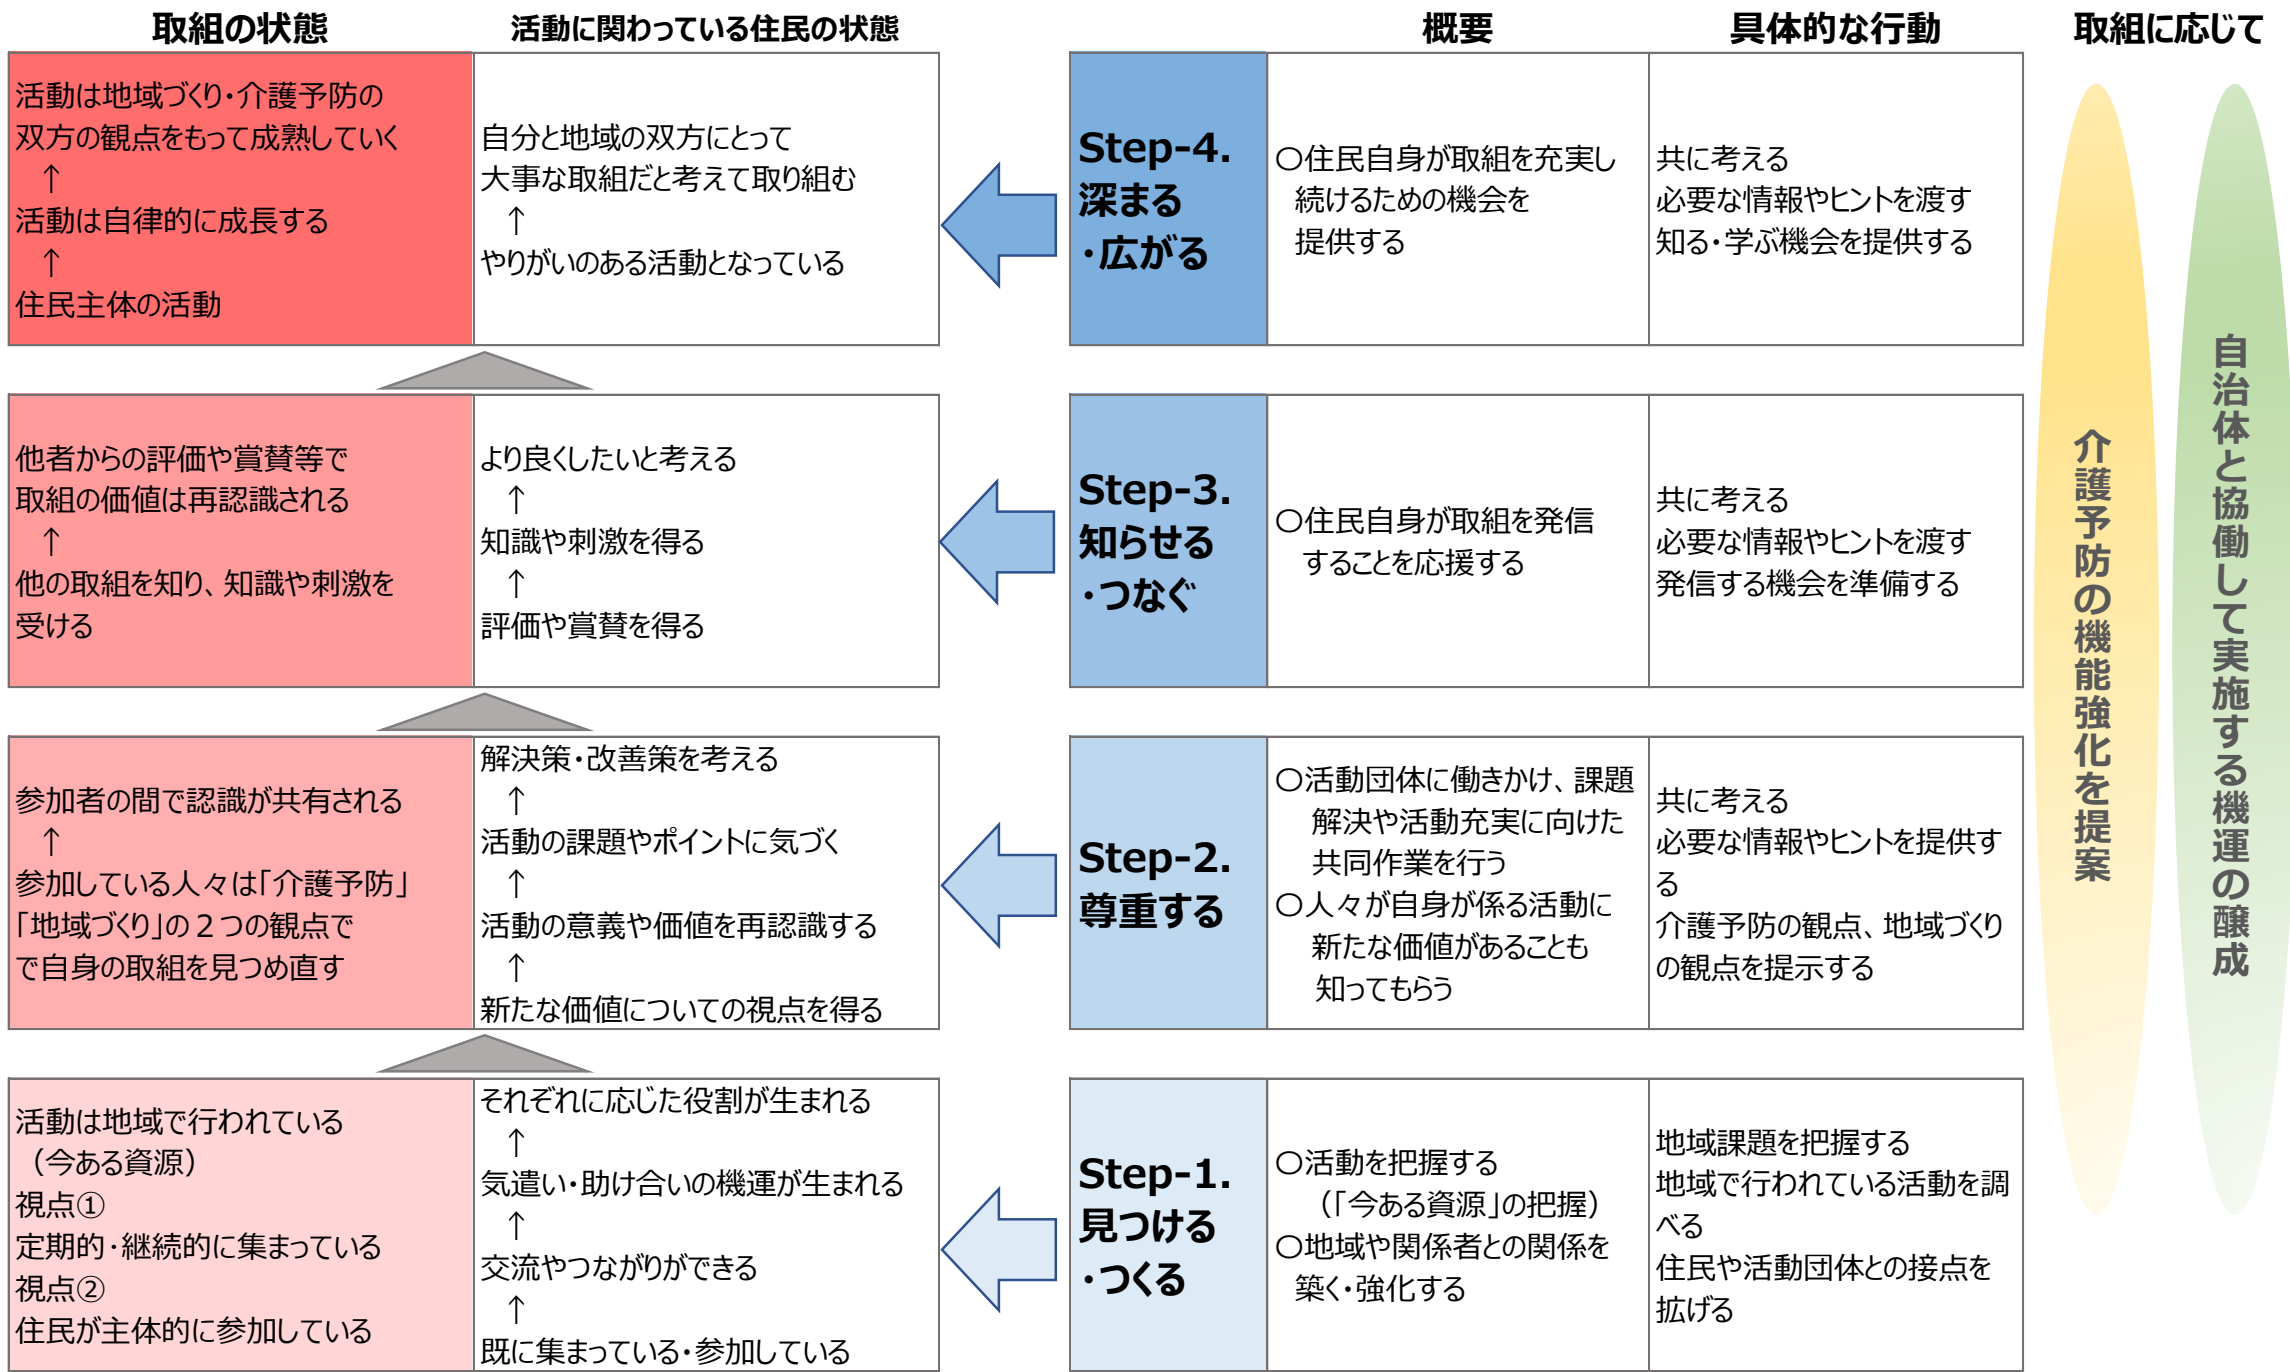 取組の状態
活動に関わっている住民の状態
概要
具体的な行動
取組に応じて
活動は地域づくり・介護予防の
双方の観点をもって成熟していく
↑
活動は自律的に成長する
↑
住民主体の活動
自分と地域の双方にとって
大事な取組だと考えて取り組む
↑
やりがいのある活動となっている
Step-4.
深まる
・広がる
〇住民自身が取組を充実し
続けるための機会を
提供する
共に考える
必要な情報やヒントを渡す
知る・学ぶ機会を提供する
他者からの評価や賞賛等で
取組の価値は再認識される
↑
他の取組を知り、知識や刺激を
受ける
より良くしたいと考える
↑
知識や刺激を得る
↑
評価や賞賛を得る
Step-3.
知らせる
・つなぐ
〇住民自身が取組を発信
することを応援する
共に考える
必要な情報やヒントを渡す
発信する機会を準備する
参加者の間で認識が共有される
↑
参加している人々は「介護予防」
「地域づくり」の２つの観点で
で自身の取組を見つめ直す
解決策・改善策を考える
↑
活動の課題やポイントに気づく
↑
活動の意義や価値を再認識する
↑
新たな価値についての視点を得る
Step-2.
尊重する
〇活動団体に働きかけ、課題
解決や活動充実に向けた
共同作業を行う
〇人々が自身が係る活動に
新たな価値があることも
知ってもらう
共に考える
必要な情報やヒントを提供す
る
介護予防の観点、地域づくり
の観点を提示する
活動は地域で行われている
（今ある資源）
視点①
定期的・継続的に集まっている
視点②
住民が主体的に参加している
それぞれに応じた役割が生まれる
↑
気遣い・助け合いの機運が生まれる
↑
交流やつながりができる
↑
既に集まっている・参加している
Step-1.
見つける
・つくる
〇活動を把握する
（「今ある資源」の把握）
〇地域や関係者との関係を
築く・強化する
地域課題を把握する
地域で行われている活動を調
べる
住民や活動団体との接点を
拡げる
介護予防の機能強化を提案
自治体と協働して実施する機運の醸成